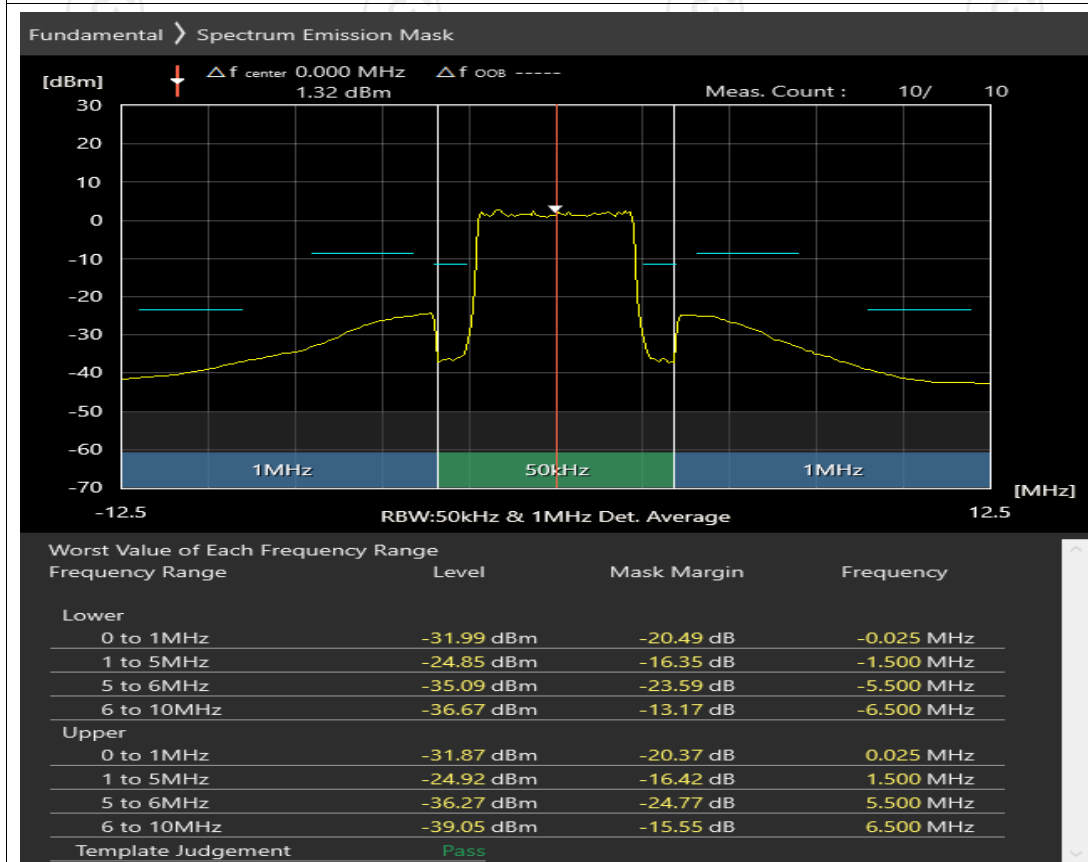 Fundamental ❯ Spectrum Emission Mask
[dBm] Δf center 0.000 MHz Δf OOB -----
1.32 dBm Meas. Count : 10/ 10
30
20
10
0
-10
-20
-30
-40
-50
-60
1MHz 50kHz 1MHz
-70
[MHz]
-12.5 RBW:50kHz & 1MHz Det. Average 12.5
Worst Value of Each Frequency Range
Frequency Range Level Mask Margin Frequency
Lower
0 to 1MHz -31.99 dBm -20.49 dB -0.025 MHz
1 to 5MHz -24.85 dBm -16.35 dB -1.500 MHz
5 to 6MHz -35.09 dBm -23.59 dB -5.500 MHz
6 to 10MHz -36.67 dBm -13.17 dB -6.500 MHz
Upper
0 to 1MHz -31.87 dBm -20.37 dB 0.025 MHz
1 to 5MHz -24.92 dBm -16.42 dB 1.500 MHz
5 to 6MHz -36.27 dBm -24.77 dB 5.500 MHz
6 to 10MHz -39.05 dBm -15.55 dB 6.500 MHz
Template Judgement Pass